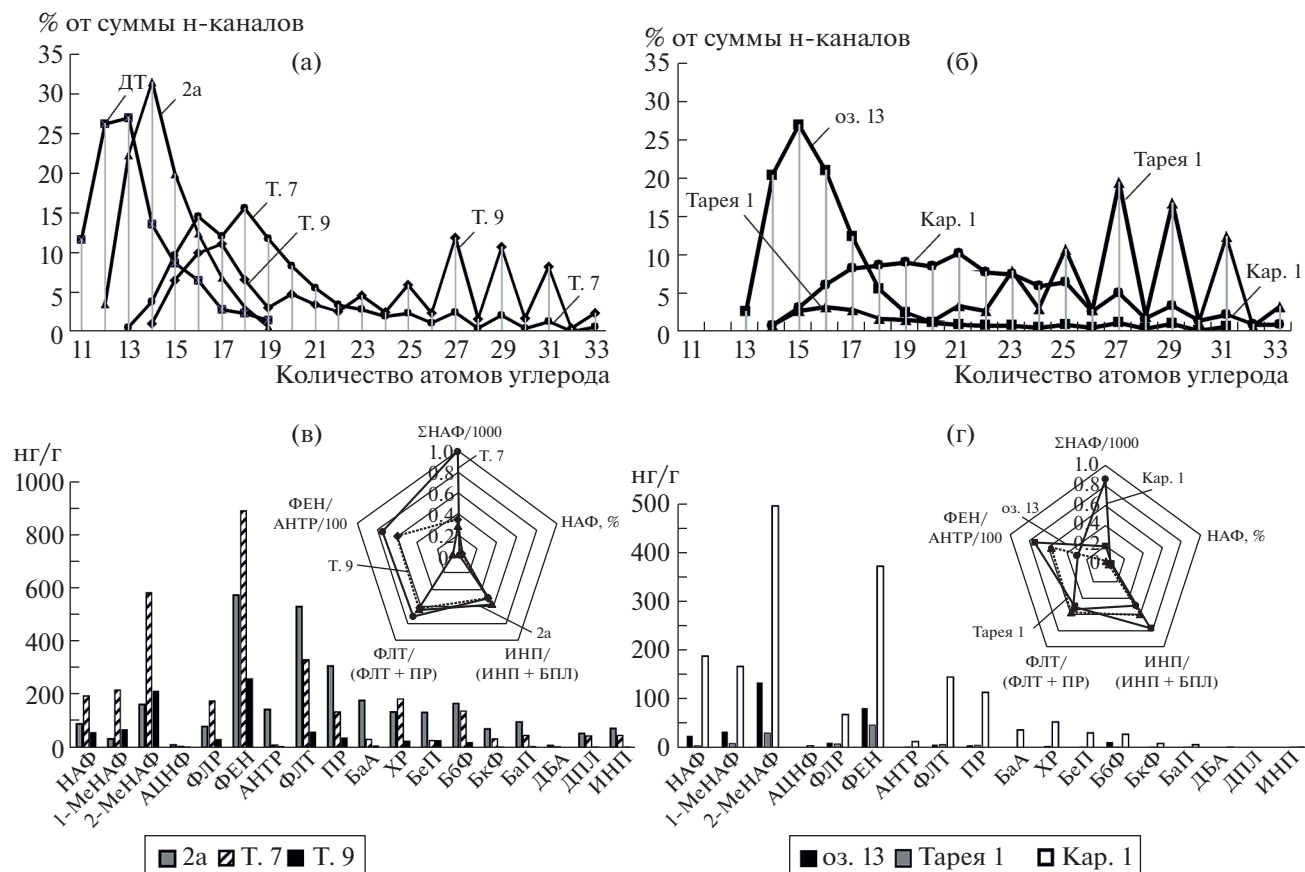 % от суммы н-каналов
(а)
35
30
25
20
15
10
5
0
ДТ
2а
Т. 7
Т. 9
Т. 9
Т. 7
11 13 15 17 19 21 23 25 27 29 31 33
Количество атомов углерода
% от суммы н-каналов
(б)
35
30
25
20
15
10
5
0
оз. 13
Тарея 1
Кар. 1
Тарея 1
Кар. 1
11 13 15 17 19 21 23 25 27 29 31 33
Количество атомов углерода
(в)
нг/г
1000
800
600
400
200
0
ΣНАФ/1000
1.0
0.8
0.6
0.4
0.2
0
Т. 7
ФЕН/
АНТР/100
НАФ, %
Т. 9
2а
ФЛТ/
(ФЛТ + ПР)
ИНП/
(ИНП + БПЛ)
НАФ
1-МеНАФ
2-МеНАФ
АЦНФ
ФЛР
ФЕН
АНТР
ФЛТ
ПР
БаА
ХР
БеП
БбФ
БкФ
БаП
ДБА
ДПЛ
ИНП
2а Т. 7 Т. 9
(г)
нг/г
500
400
300
200
100
0
ΣНАФ/1000
1.0
0.8
0.6
0.4
0.2
0
Кар. 1
оз. 13
ФЕН/
АНТР/100
НАФ, %
Тарея 1
ФЛТ/
(ФЛТ + ПР)
ИНП/
(ИНП + БПЛ)
НАФ
1-МеНАФ
2-МеНАФ
АЦНФ
ФЛР
ФЕН
АНТР
ФЛТ
ПР
БаА
ХР
БеП
БбФ
БкФ
БаП
ДБА
ДПЛ
ИНП
оз. 13 Тарея 1 Кар. 1